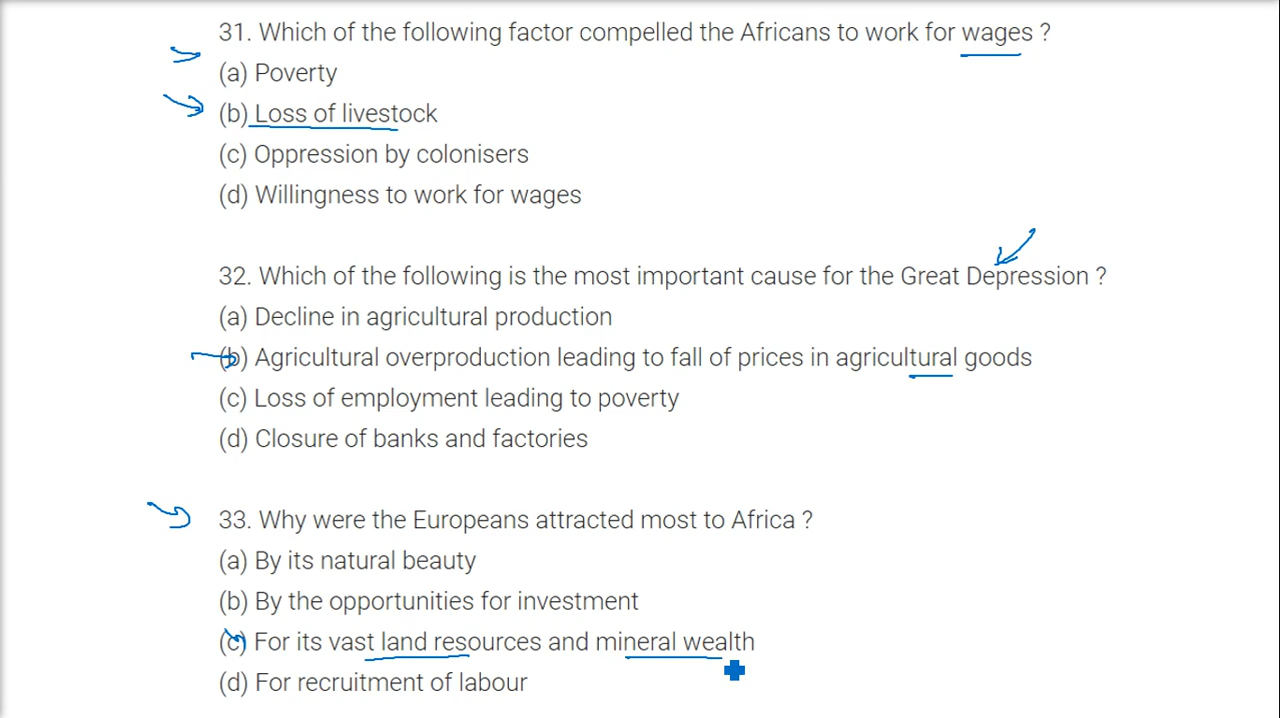 31. Which of the following factor compelled the Africans to work for wages ?
(a) Poverty
(b) Loss of livestock
(c) Oppression by colonisers
(d) Willingness to work for wages
32. Which of the following is the most important cause for the Great Depression ?
(a) Decline in agricultural production
(b) Agricultural overproduction leading to fall of prices in agricultural goods
(c) Loss of employment leading to poverty
(d) Closure of banks and factories
33. Why were the Europeans attracted most to Africa ?
(a) By its natural beauty
(b) By the opportunities for investment
(c) For its vast land resources and mineral wealth
(d) For recruitment of labour